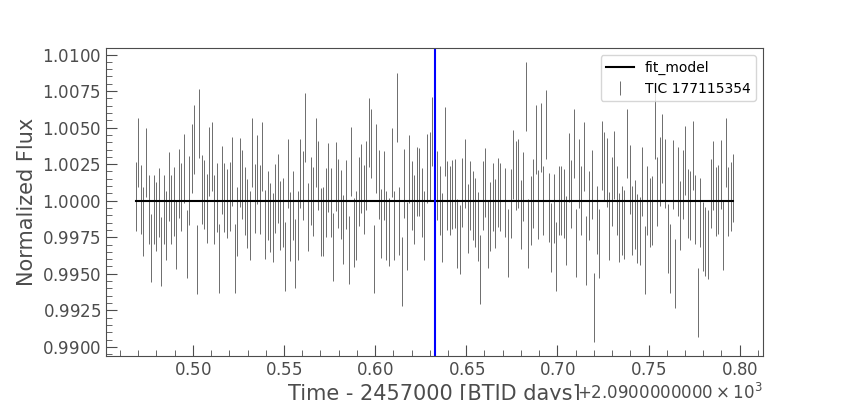 1.0100
1.0075
1.0050
1.0025
1.0000
0.9975
0.9950
0.9925
0.9900
Normalized Flux
fit_model
TIC 177115354
0.50 0.55 0.60 0.65 0.70 0.75 0.80
Time - 2457000 [BTJD days]
+2.0900000000 × 10³